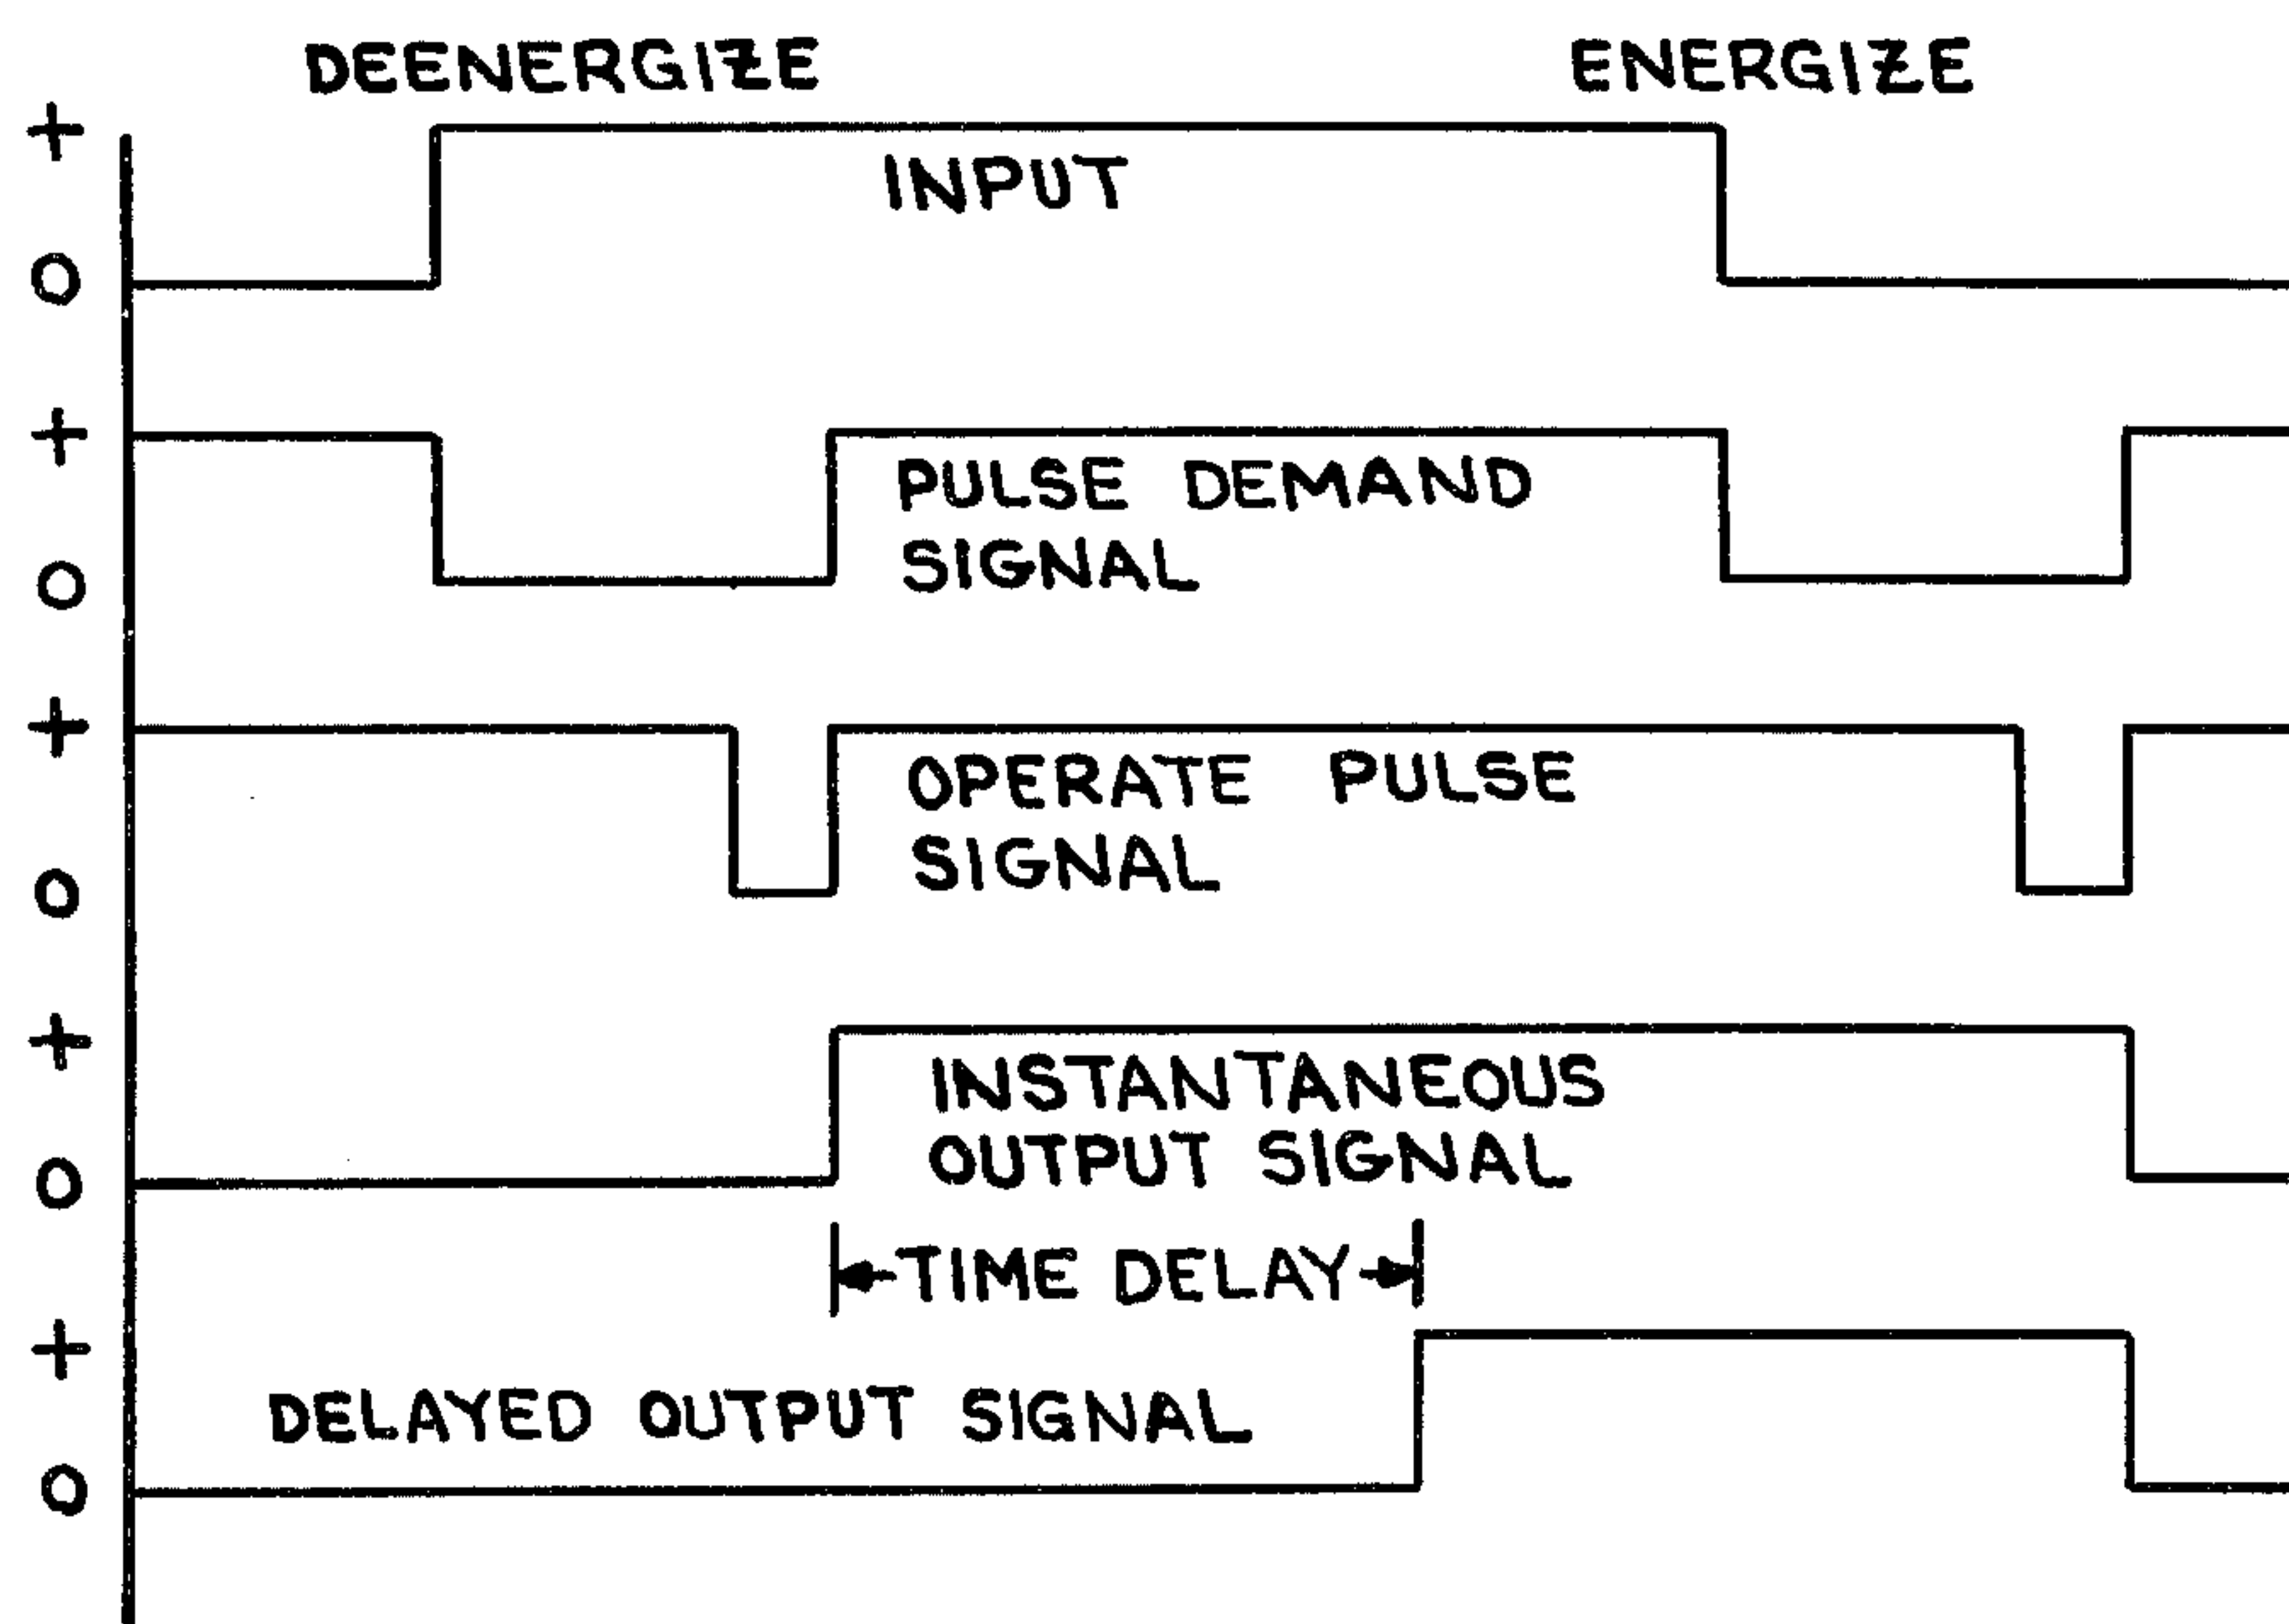 DEENERGIZE ENERGIZE
+
INPUT
0
+
PULSE DEMAND
SIGNAL
0
+
OPERATE PULSE
SIGNAL
0
+
INSTANTANEOUS
OUTPUT SIGNAL
0
TIME DELAY
+
DELAYED OUTPUT SIGNAL
0